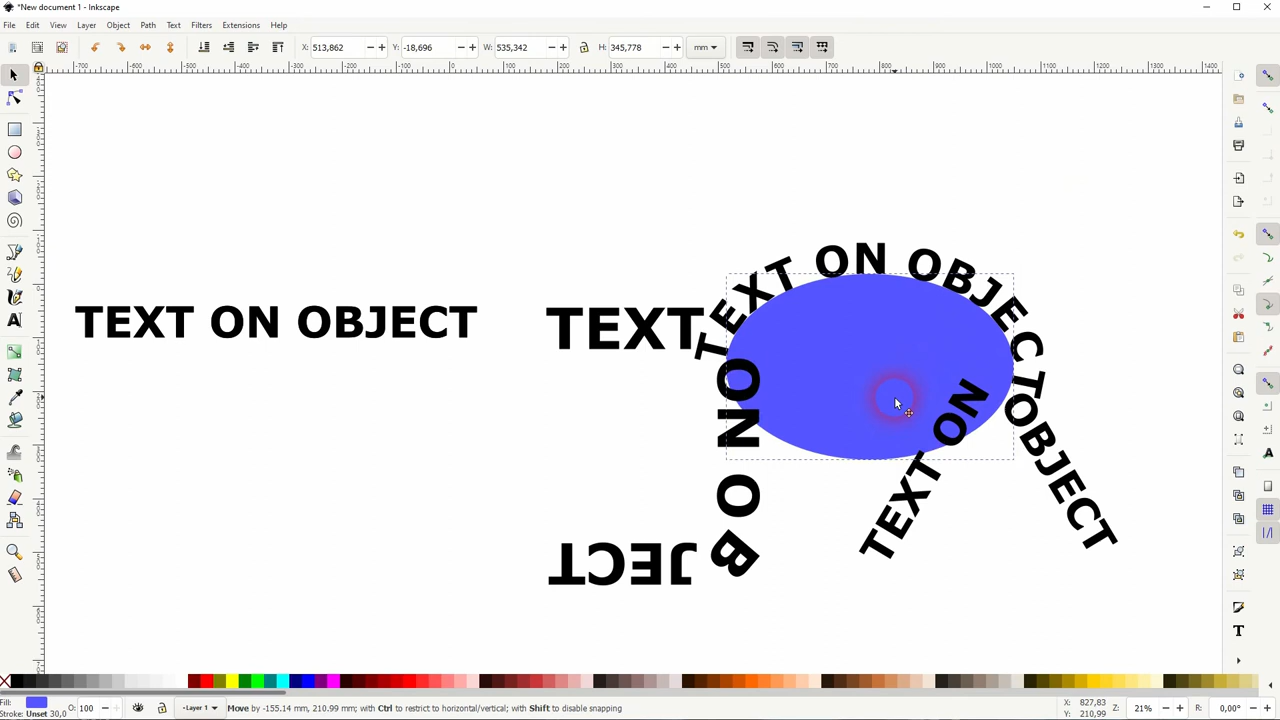 *New document 1 - Inkscape
File Edit View Layer Object Path Text Filters Extensions Help
X: 513,862 Y: -18,696 W: 535,342 H: 345,778 mm
TEXT ON OBJECT
TEXT ON OBJECT
TEXT ON OBJECT
TEXT ON OBJECT
Fill: O: 100 Layer 1 Move by -155.14 mm, 210.99 mm; with Ctrl to restrict to horizontal/vertical; with Shift to disable snapping X: 827,83 Z: 21% R: 0,00°
Stroke: Unset 30,0 Y: 210,99